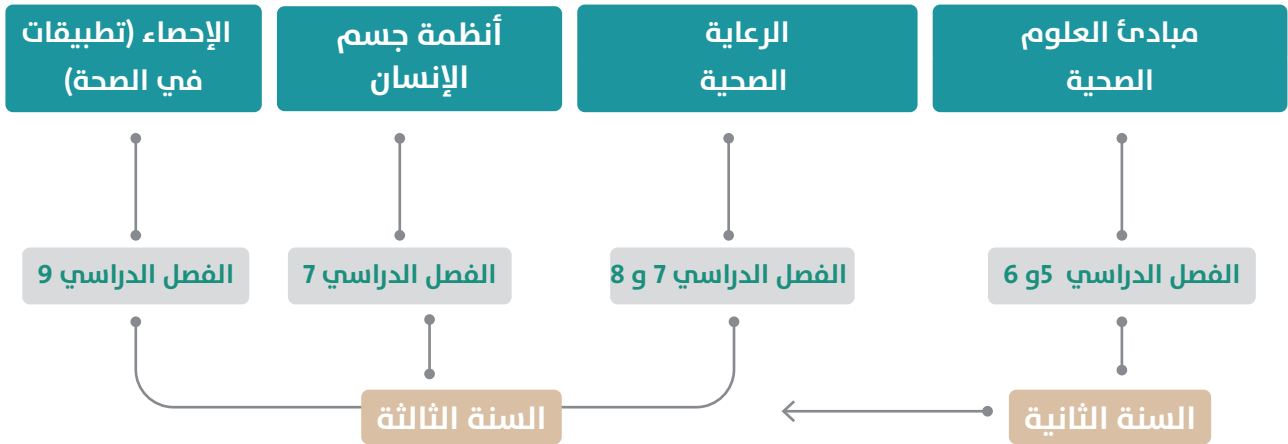 مبادئ العلوم
الصحية
الرعاية
الصحية
أنظمة جسم
الإنسان
الإحصاء (تطبيقات
في الصحة)
الفصل الدراسي 5و 6
الفصل الدراسي 7 و 8
الفصل الدراسي 7
الفصل الدراسي 9
السنة الثانية
السنة الثالثة